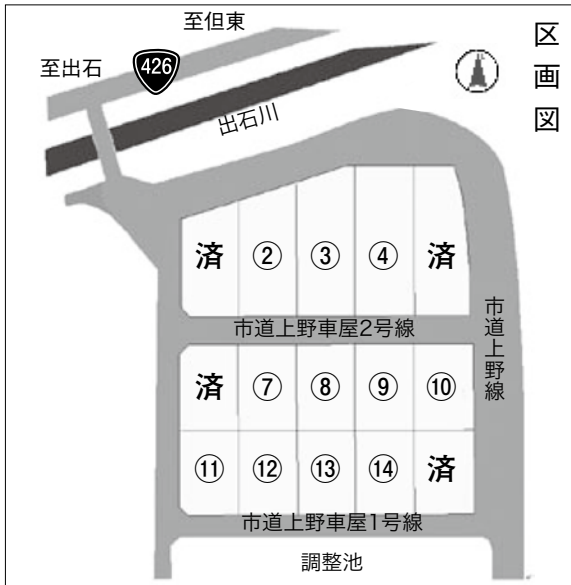 区画図
至但東
至出石
426
出石川
済 ② ③ ④ 済
市道上野車屋2号線
市道上野線
済 ⑦ ⑧ ⑨ ⑩
⑪ ⑫ ⑬ ⑭ 済
市道上野車屋1号線
調整池